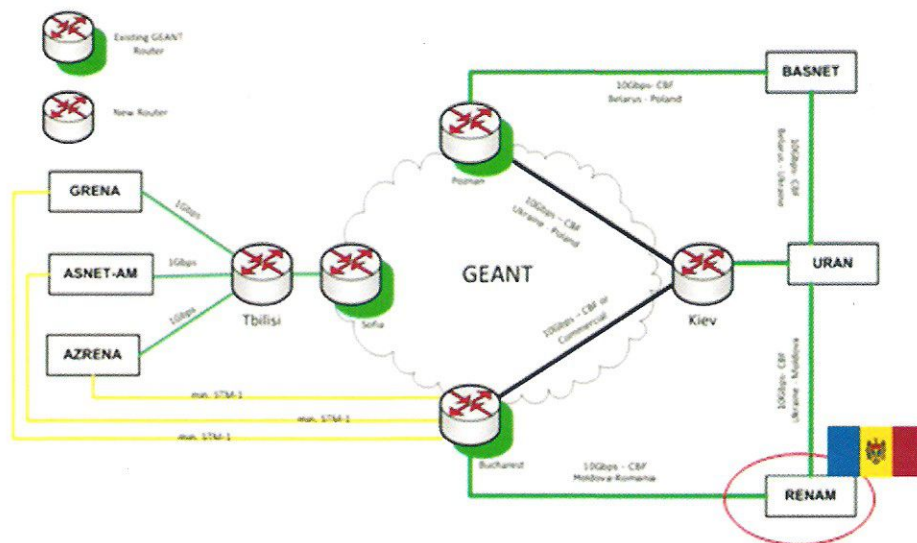 Existing GEANT
Router
New Router
BASNET
10Gbps- CBF
Belarus - Poland
Poznan
10Gbps- CBF
Belarus - Ukraine
GRENA
1Gbps
10Gbps - CBF
Ukraine - Poland
ASNET-AM
1Gbps
GEANT
URAN
Tbilisi
Sofia
Kiev
AZRENA
1Gbps
10Gbps - CBF or
Commercial
10Gbps- CBF
Ukraine - Moldova
min. STM-1
min. STM-1
min. STM-1
Bucharest
10Gbps - CBF
Moldova-Romania
RENAM